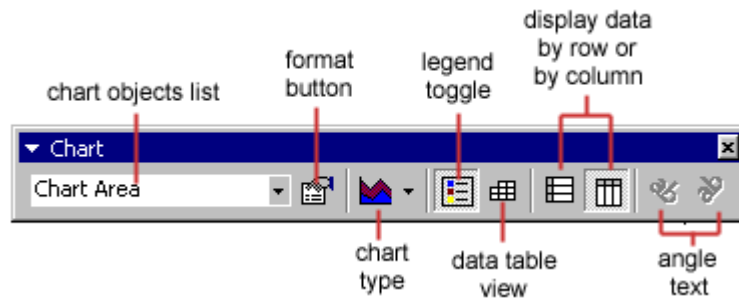 display data
by row or
by column
format
button
legend
toggle
chart objects list
Chart
Chart Area
chart
type
data table
view
angle
text